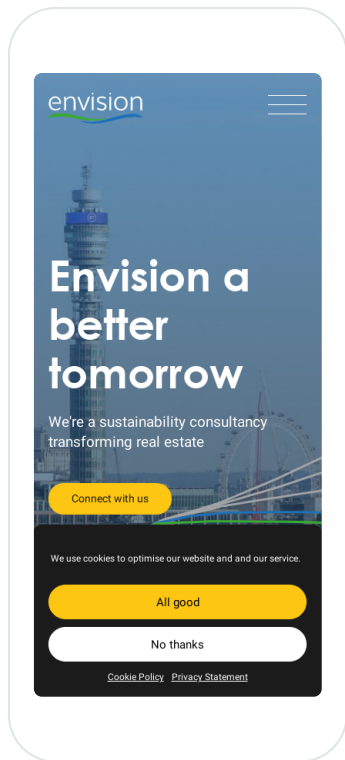 envision
Envision a
better
tomorrow
We're a sustainability consultancy
transforming real estate
Connect with us
We use cookies to optimise our website and and our service.
All good
No thanks
Cookie Policy Privacy Statement